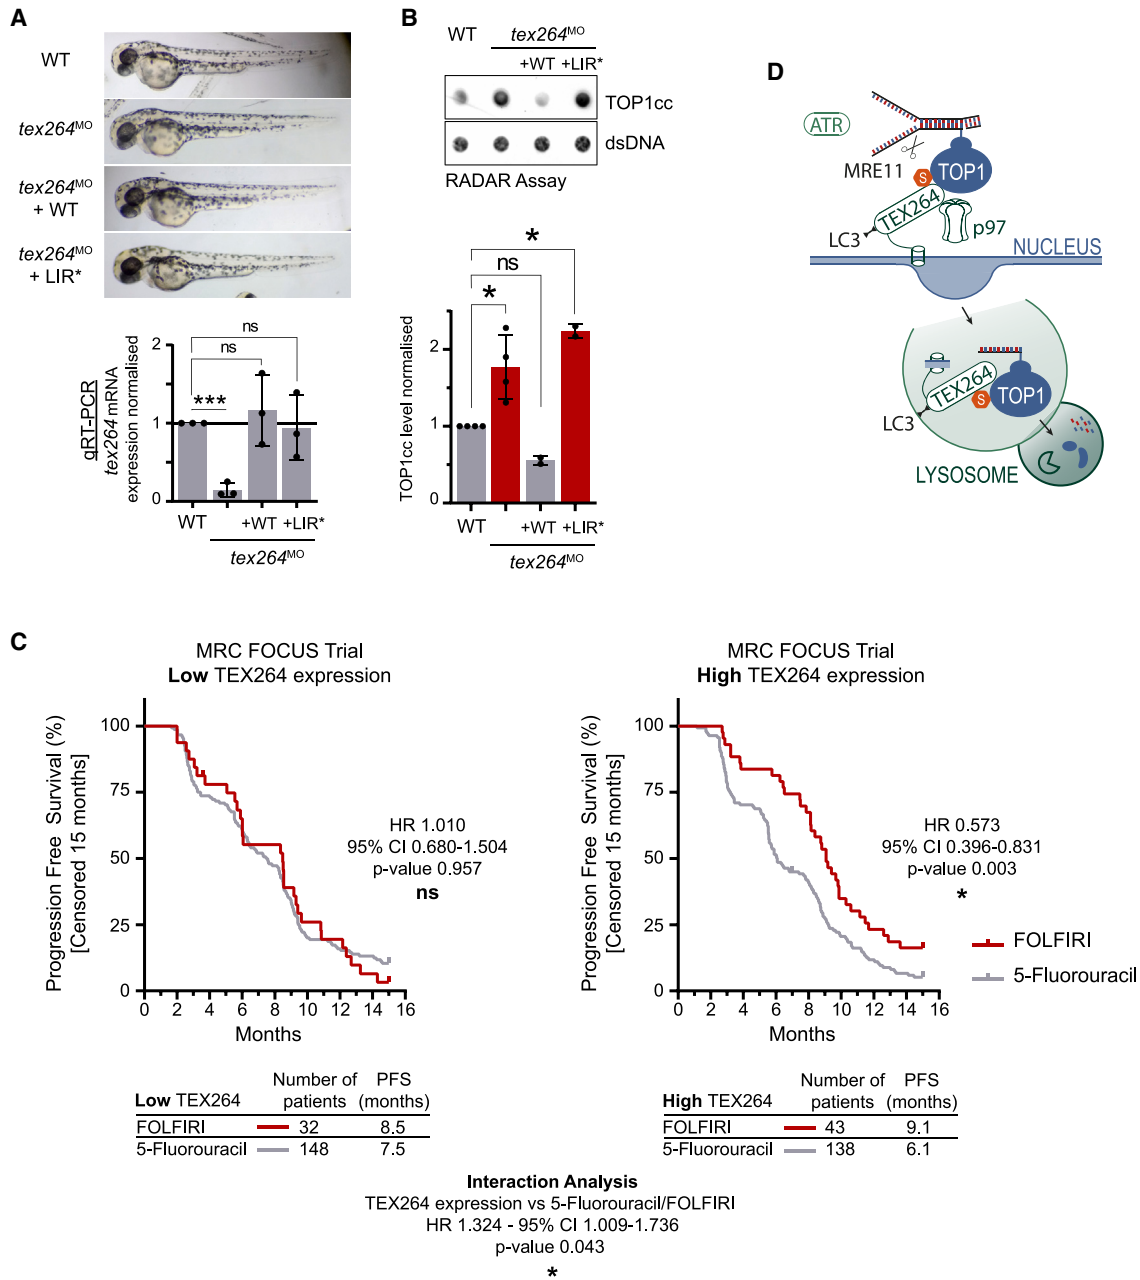 A
WT
tex264MO
tex264MO
+ WT
tex264MO
+ LIR*
qRT-PCR
tex264 mRNA
expression normalised
2
1
0
ns
ns
***
WT
+WT
+LIR*
tex264MO
B
WT
tex264MO
+WT
+LIR*
TOP1cc
dsDNA
RADAR Assay
TOP1cc level normalised
2
1
0
*
ns
*
WT
+WT
+LIR*
tex264MO
D
ATR
MRE11
S
TOP1
TEX264
p97
LC3
NUCLEUS
TEX264
S
TOP1
LC3
LYSOSOME
C
MRC FOCUS Trial
Low TEX264 expression
Progression Free Survival (%)
[Censored 15 months]
100
75
50
25
0
HR 1.010
95% CI 0.680-1.504
p-value 0.957
ns
0 2 4 6 8 10 12 14 16
Months
Low TEX264
Number of patients
PFS (months)
FOLFIRI 32 8.5
5-Fluorouracil 148 7.5
MRC FOCUS Trial
High TEX264 expression
Progression Free Survival (%)
[Censored 15 months]
100
75
50
25
0
HR 0.573
95% CI 0.396-0.831
p-value 0.003
*
FOLFIRI
5-Fluorouracil
0 2 4 6 8 10 12 14 16
Months
High TEX264
Number of patients
PFS (months)
FOLFIRI 43 9.1
5-Fluorouracil 138 6.1
Interaction Analysis
TEX264 expression vs 5-Fluorouracil/FOLFIRI
HR 1.324 - 95% CI 1.009-1.736
p-value 0.043
*